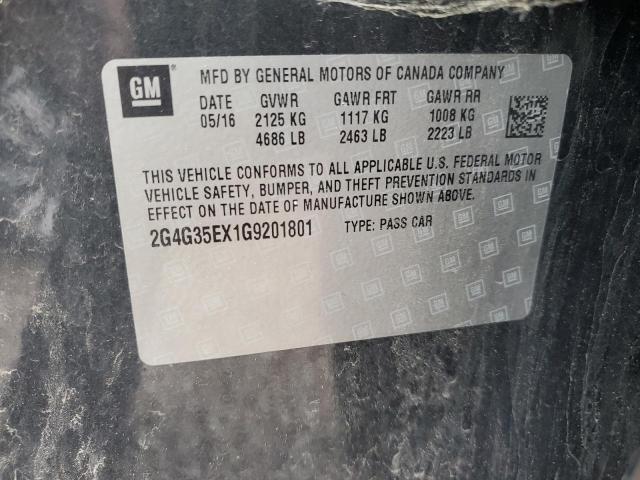 GM
MFD BY GENERAL MOTORS OF CANADA COMPANY
DATE GVWR GAWR FRT GAWR RR
05/16 2125 KG 1117 KG 1008 KG
4686 LB 2463 LB 2223 LB
THIS VEHICLE CONFORMS TO ALL APPLICABLE U.S. FEDERAL MOTOR
VEHICLE SAFETY, BUMPER, AND THEFT PREVENTION STANDARDS IN
EFFECT ON THE DATE OF MANUFACTURE SHOWN ABOVE.
2G4G35EX1G9201801 TYPE: PASS CAR